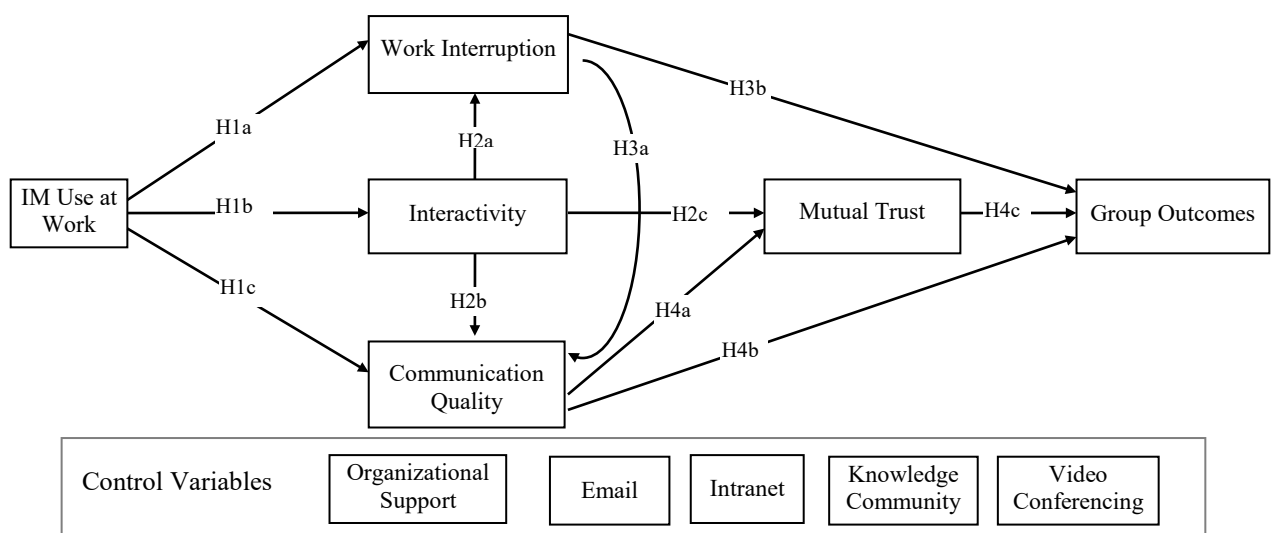 Work Interruption
H3b
H1a
H2a
H3a
IM Use at
Work
H1b
Interactivity
H2c
Mutual Trust
H4c
Group Outcomes
H1c
H2b
H4a
H4b
Communication
Quality
Control Variables
Organizational
Support
Email
Intranet
Knowledge
Community
Video
Conferencing